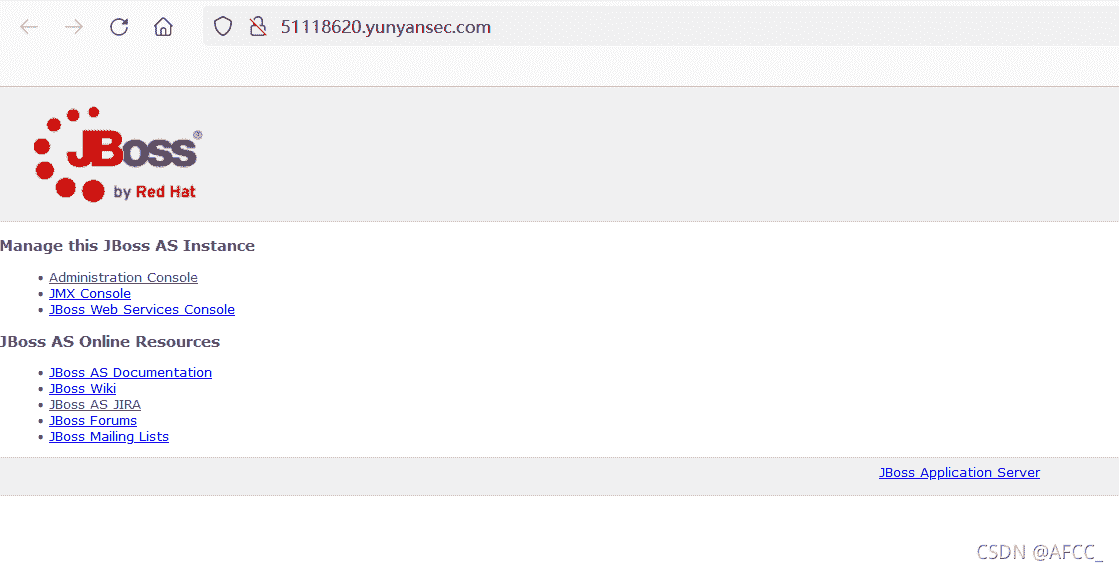 51118620.yunyansec.com
JBoss®
by Red Hat
Manage this JBoss AS Instance
• Administration Console
• JMX Console
• JBoss Web Services Console
JBoss AS Online Resources
• JBoss AS Documentation
• JBoss Wiki
• JBoss AS JIRA
• JBoss Forums
• JBoss Mailing Lists
JBoss Application Server
CSDN @AFCC_